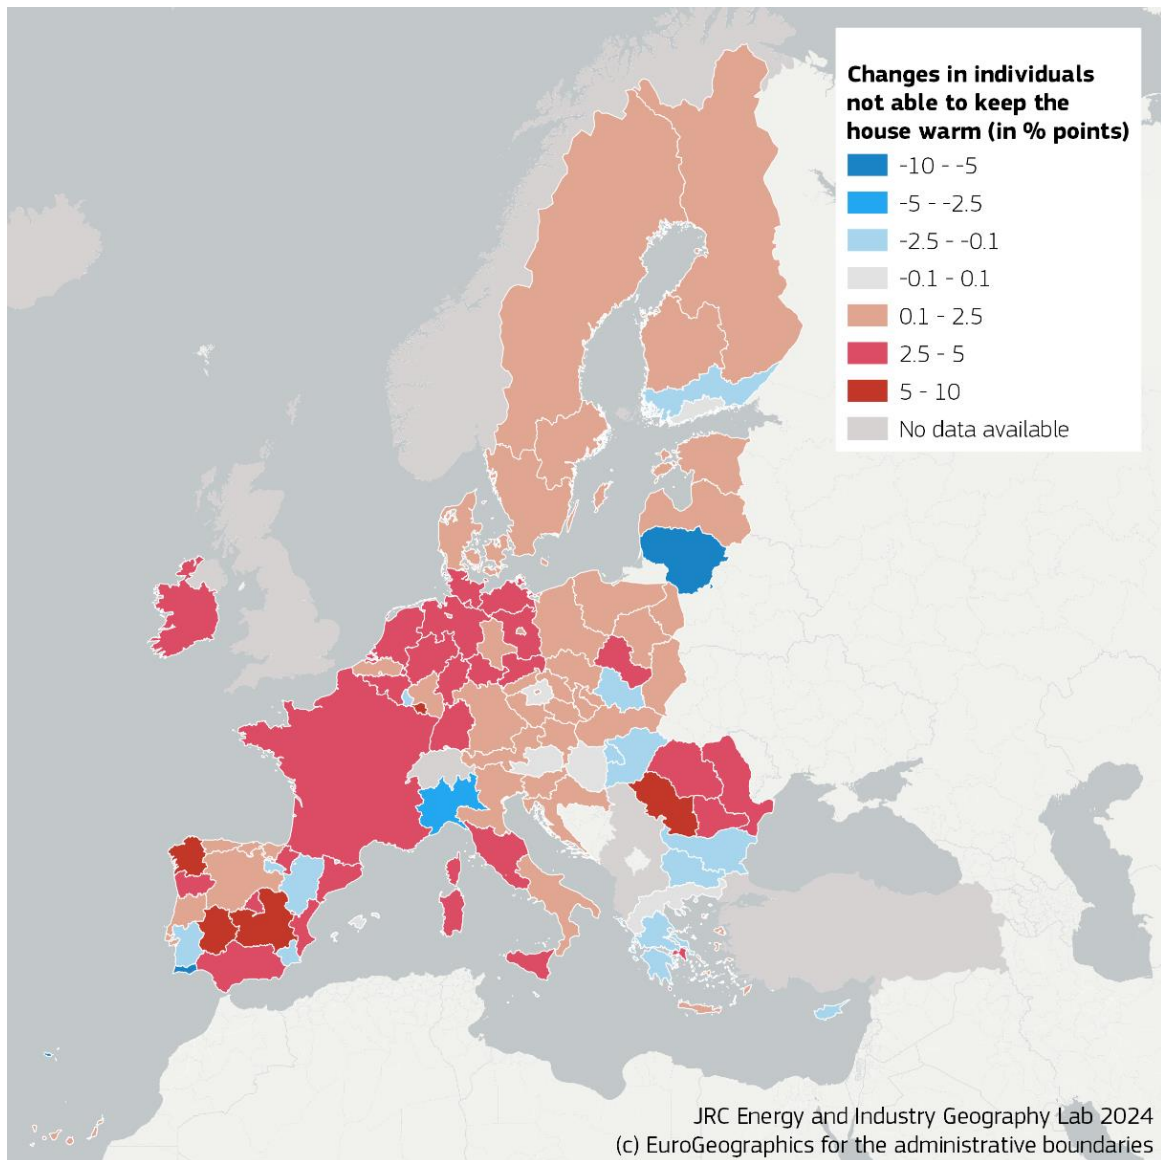 Changes in individuals
not able to keep the
house warm (in % points)
-10 - -5
-5 - -2.5
-2.5 - -0.1
-0.1 - 0.1
0.1 - 2.5
2.5 - 5
5 - 10
No data available
JRC Energy and Industry Geography Lab 2024
(c) EuroGeographics for the administrative boundaries